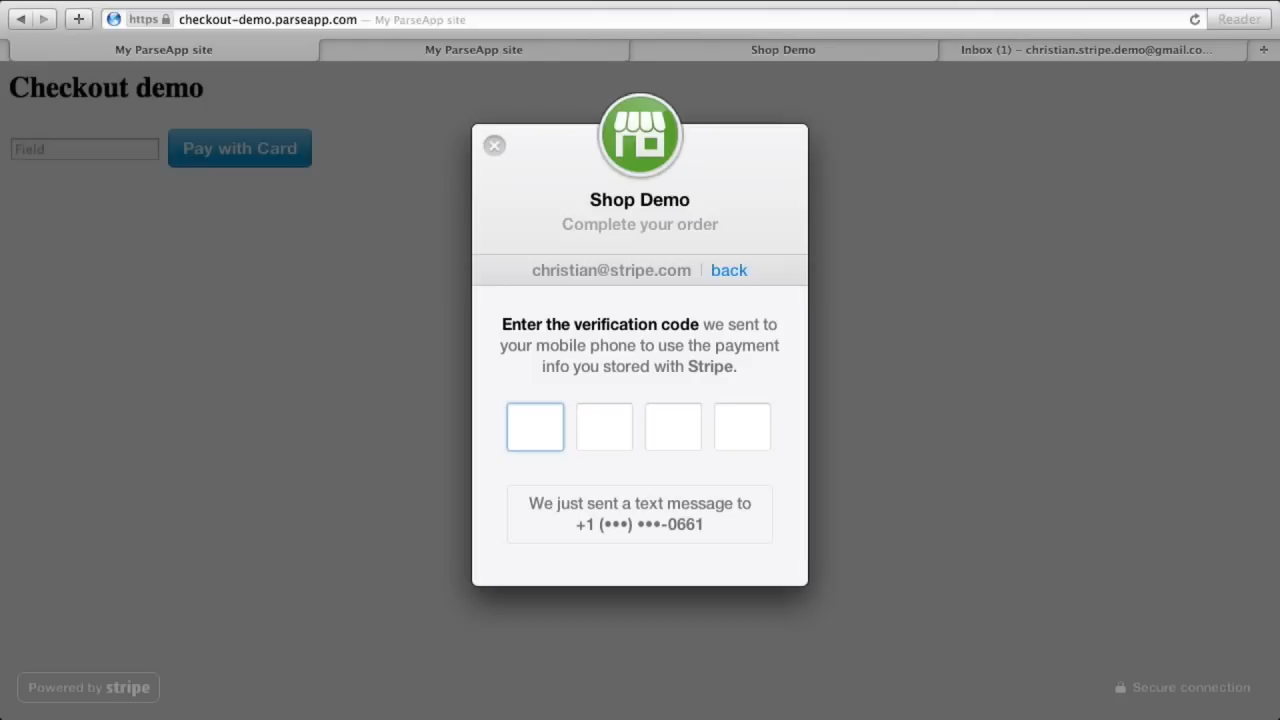 https checkout-demo.parseapp.com — My ParseApp site
Reader
My ParseApp site
My ParseApp site
Shop Demo
Inbox (1) – christian.stripe.demo@gmail.co...
Checkout demo
Field
Pay with Card
Shop Demo
Complete your order
christian@stripe.com | back
Enter the verification code we sent to
your mobile phone to use the payment
info you stored with Stripe.
We just sent a text message to
+1 (•••) •••-0661
Powered by stripe
Secure connection